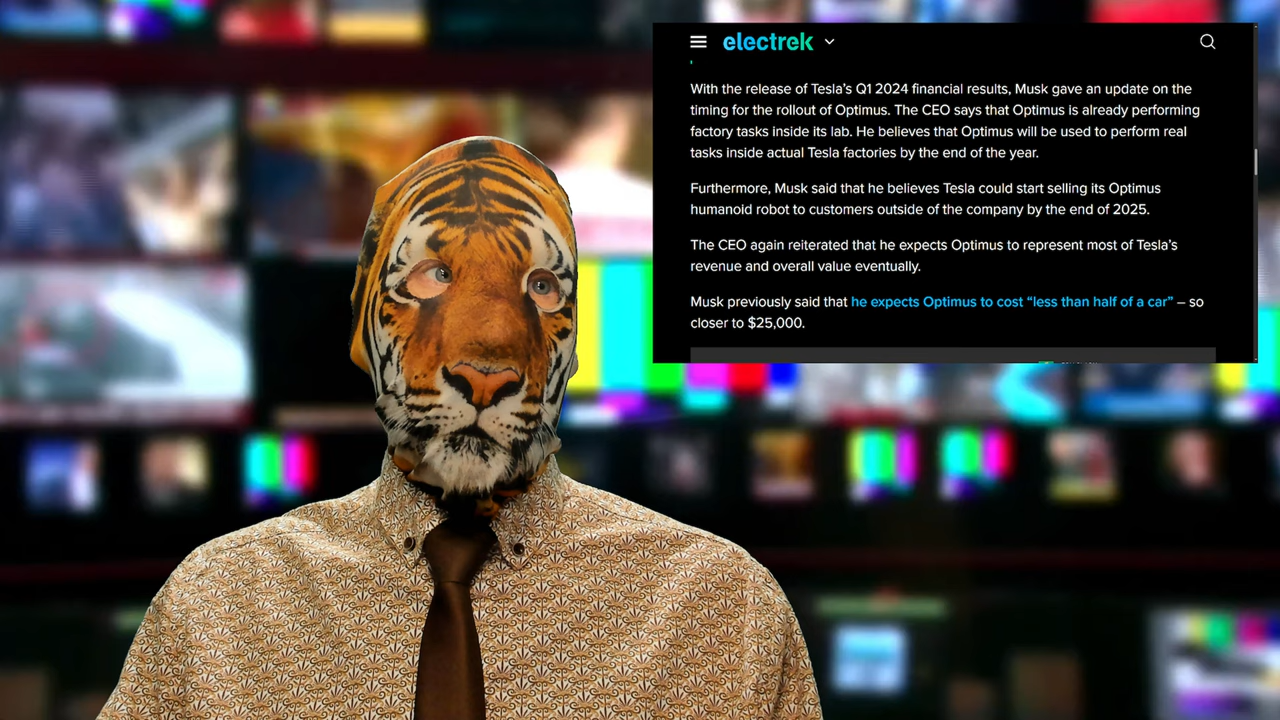 electrek
With the release of Tesla's Q1 2024 financial results, Musk gave an update on the
timing for the rollout of Optimus. The CEO says that Optimus is already performing
factory tasks inside its lab. He believes that Optimus will be used to perform real
tasks inside actual Tesla factories by the end of the year.
Furthermore, Musk said that he believes Tesla could start selling its Optimus
humanoid robot to customers outside of the company by the end of 2025.
The CEO again reiterated that he expects Optimus to represent most of Tesla's
revenue and overall value eventually.
Musk previously said that he expects Optimus to cost “less than half of a car” – so
closer to $25,000.